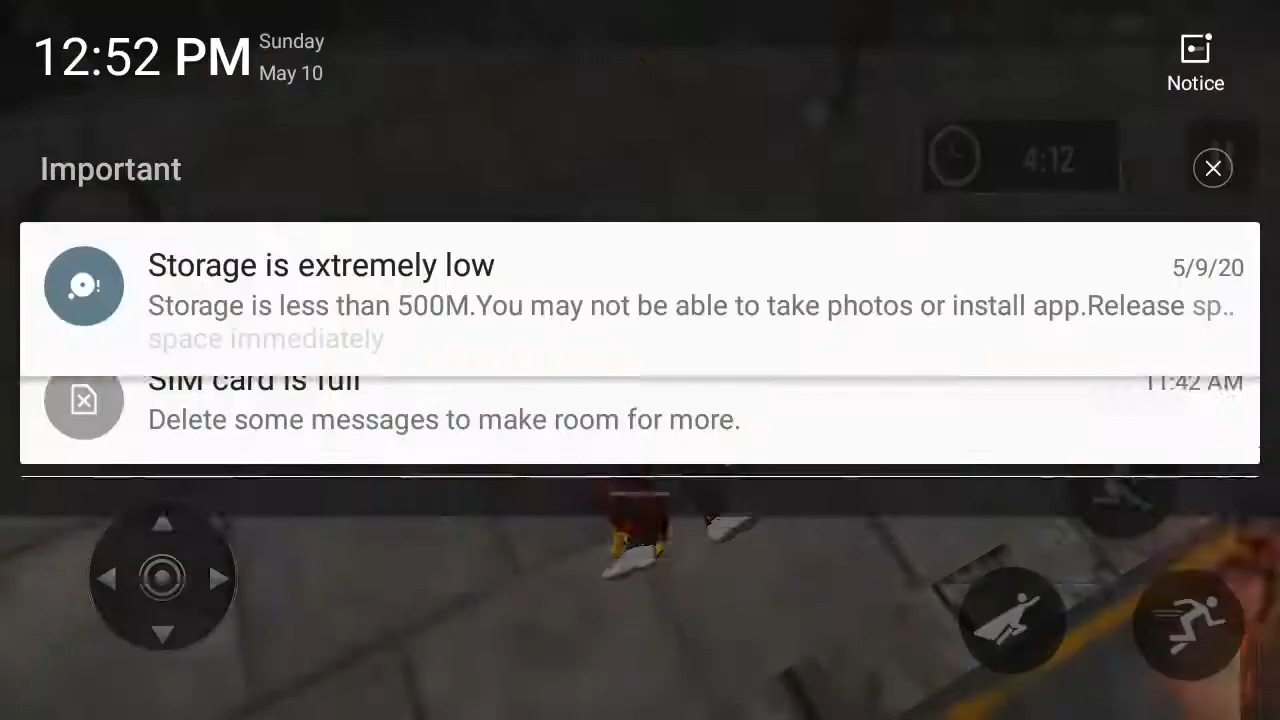 12:52 PM
Sunday
May 10
Notice
4:12
Important
Storage is extremely low
5/9/20
Storage is less than 500M.You may not be able to take photos or install app.Release sp..
space immediately
SIM card is full
11:42 AM
Delete some messages to make room for more.